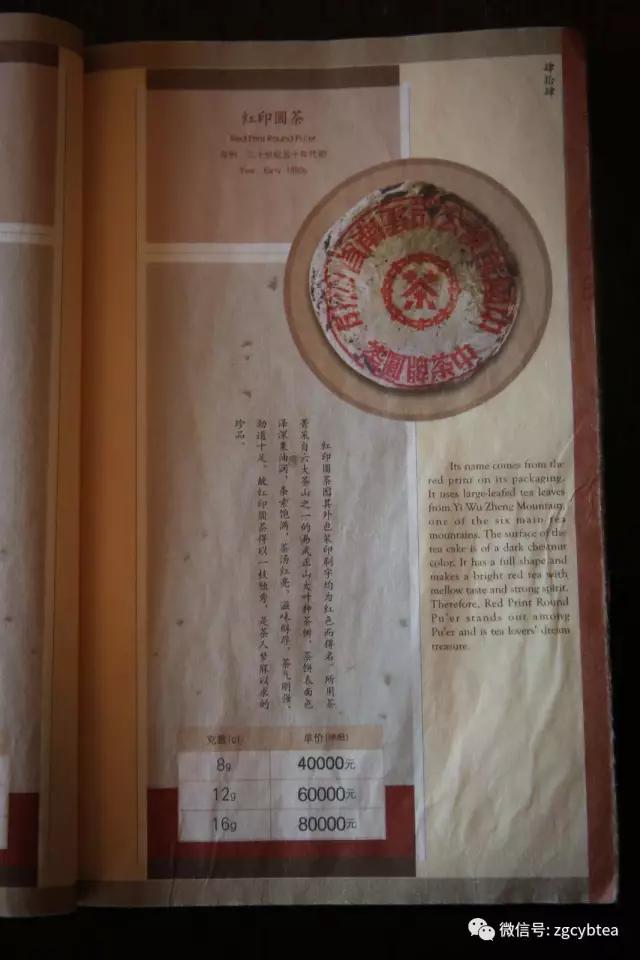 肆拾肆
紅印圓茶
Red Print Round Pu'er
年份：二十世纪五十年代初
Year: Early 1950s
茶
茶圓牌茶中
红印圆茶因其外包装印刷字均为红色而得名。所用茶
菁采自六大茶山之一的易武正山大叶种茶树，茶饼表面色
泽深栗油润，条索饱满，茶汤红亮，滋味醇厚，茶气刚强，
劲道十足。故红印圆茶得以一枝独秀，是茶人梦寐以求的
珍品。
Its name comes from the
red print on its packaging.
It uses large-leafed tea leaves
from Yi Wu Zheng Mountain,
one of the six main tea
mountains. The surface of the
tea cake is of a dark chestnut
color. It has a full shape and
makes a bright red tea with
mellow taste and strong spirit.
Therefore, Red Print Round
Pu'er stands out among
Pu'er and is tea lovers' dream
treasure.
克数(g) 单价
8g 40000元
12g 60000元
16g 80000元
微信号: zgcybtea